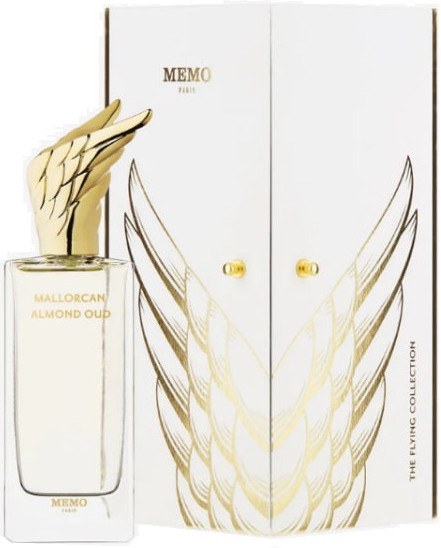 MEMO
PARIS
MALLORCAN
ALMOND OUD
MEMO
PARIS
THE FLYING COLLECTION